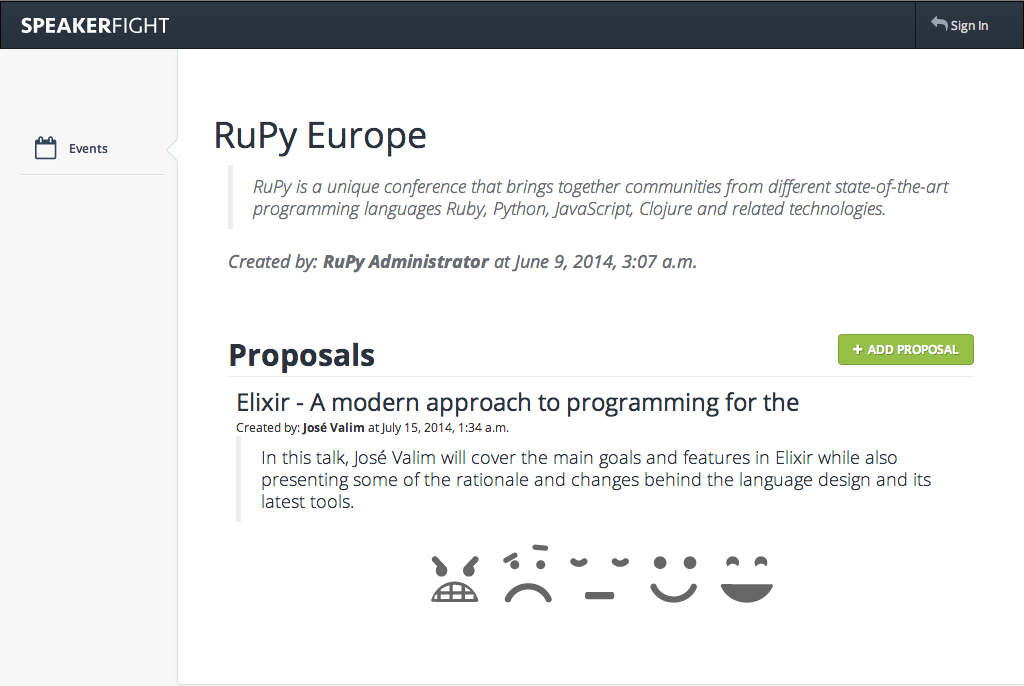 SPEAKERFIGHT
Sign In
Events
RuPy Europe
RuPy is a unique conference that brings together communities from different state-of-the-art
programming languages Ruby, Python, JavaScript, Clojure and related technologies.
Created by: RuPy Administrator at June 9, 2014, 3:07 a.m.
Proposals
+ ADD PROPOSAL
Elixir - A modern approach to programming for the
Created by: José Valim at July 15, 2014, 1:34 a.m.
In this talk, José Valim will cover the main goals and features in Elixir while also
presenting some of the rationale and changes behind the language design and its
latest tools.